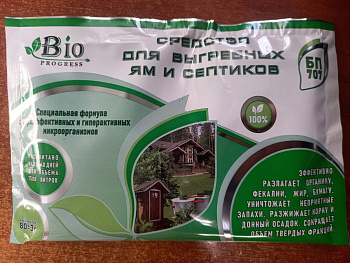 Bio
PROGRESS
СРЕДСТВО
ДЛЯ ВЫГРЕБНЫХ
ЯМ И СЕПТИКОВ
БП
707
100%
Специальная формула
эффективных и гиперактивных
микроорганизмов
ЛИТРОВ
ЭФФЕКТИВНО
РАЗЛАГАЕТ ОРГАНИКУ,
ФЕКАЛИИ, ЖИР, БУМАГУ.
УНИЧТОЖАЕТ НЕПРИЯТНЫЕ
ЗАПАХИ. РАЗЖИЖАЕТ КОРКУ И
ДОННЫЙ ОСАДОК. СОКРАЩАЕТ
ОБЪЕМ ТВЕРДЫХ ФРАКЦИЙ.